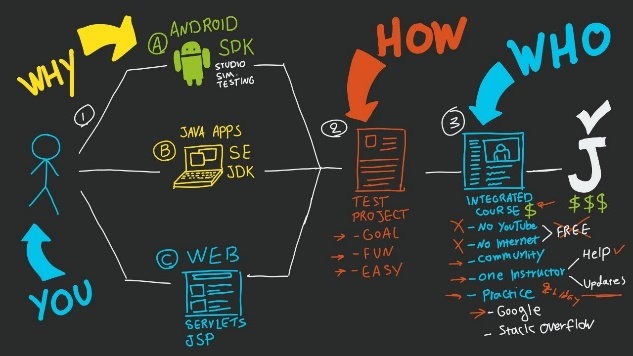 WHY
A
ANDROID
SDK
STUDIO
SIM.
TESTING
1
B
JAVA APPS
SE
JDK
C
WEB
SERVLETS
JSP
YOU
HOW
2
TEST
PROJECT
- GOAL
- FUN
- EASY
WHO
3
J
$$$
INTEGRATED
COURSE $
X - No YouTube
X - No Internet
FREE
- community
- one Instructor
Help ✓
Updates
- Practice
- Google
- Stack overflow